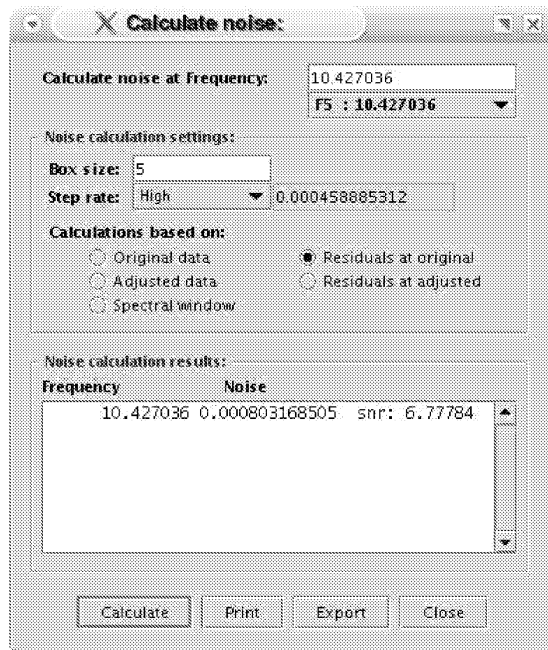 Calculate noise:
Calculate noise at Frequency: 10.427036
F5 : 10.427036
Noise calculation settings:
Box size: 5
Step rate: High 0.000458885312
Calculations based on:
Original data Residuals at original
Adjusted data Residuals at adjusted
Spectral window
Noise calculation results:
Frequency Noise
10.427036 0.000803168505 snr: 6.77784
Calculate Print Export Close